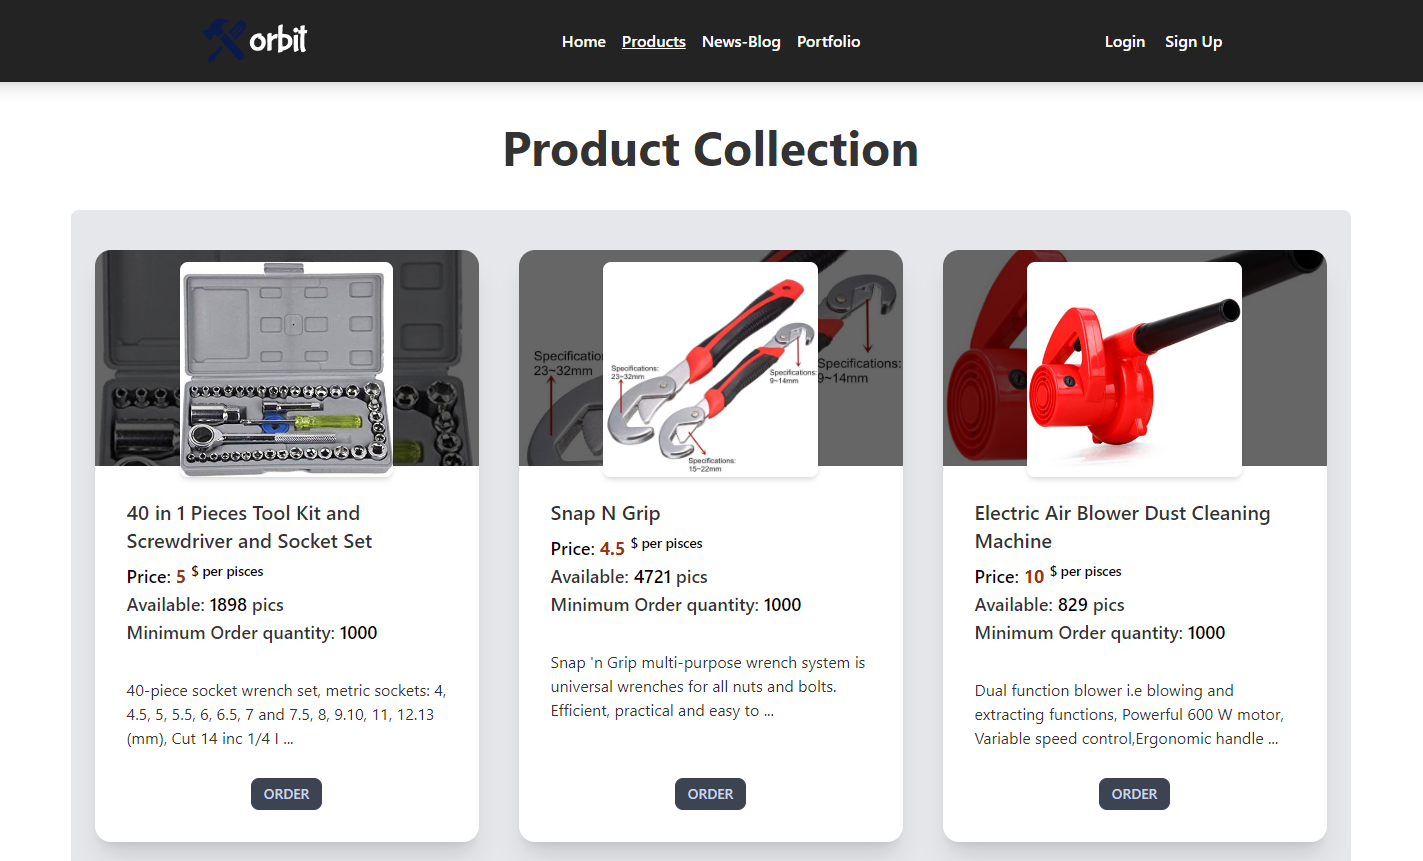 orbit
Home Products News-Blog Portfolio
Login Sign Up
Product Collection
Specifications:
23~32mm
Specifications:
23~32mm
Specifications:
9~14mm
Specifications:
9~14mm
Specifications:
15~22mm
40 in 1 Pieces Tool Kit and
Screwdriver and Socket Set
Price: 5 $ per pisces
Available: 1898 pics
Minimum Order quantity: 1000
40-piece socket wrench set, metric sockets: 4,
4.5, 5, 5.5, 6, 6.5, 7 and 7.5, 8, 9.10, 11, 12.13
(mm), Cut 14 inc 1/4 I ...
ORDER
Snap N Grip
Price: 4.5 $ per pisces
Available: 4721 pics
Minimum Order quantity: 1000
Snap 'n Grip multi-purpose wrench system is
universal wrenches for all nuts and bolts.
Efficient, practical and easy to ...
ORDER
Electric Air Blower Dust Cleaning
Machine
Price: 10 $ per pisces
Available: 829 pics
Minimum Order quantity: 1000
Dual function blower i.e blowing and
extracting functions, Powerful 600 W motor,
Variable speed control,Ergonomic handle ...
ORDER